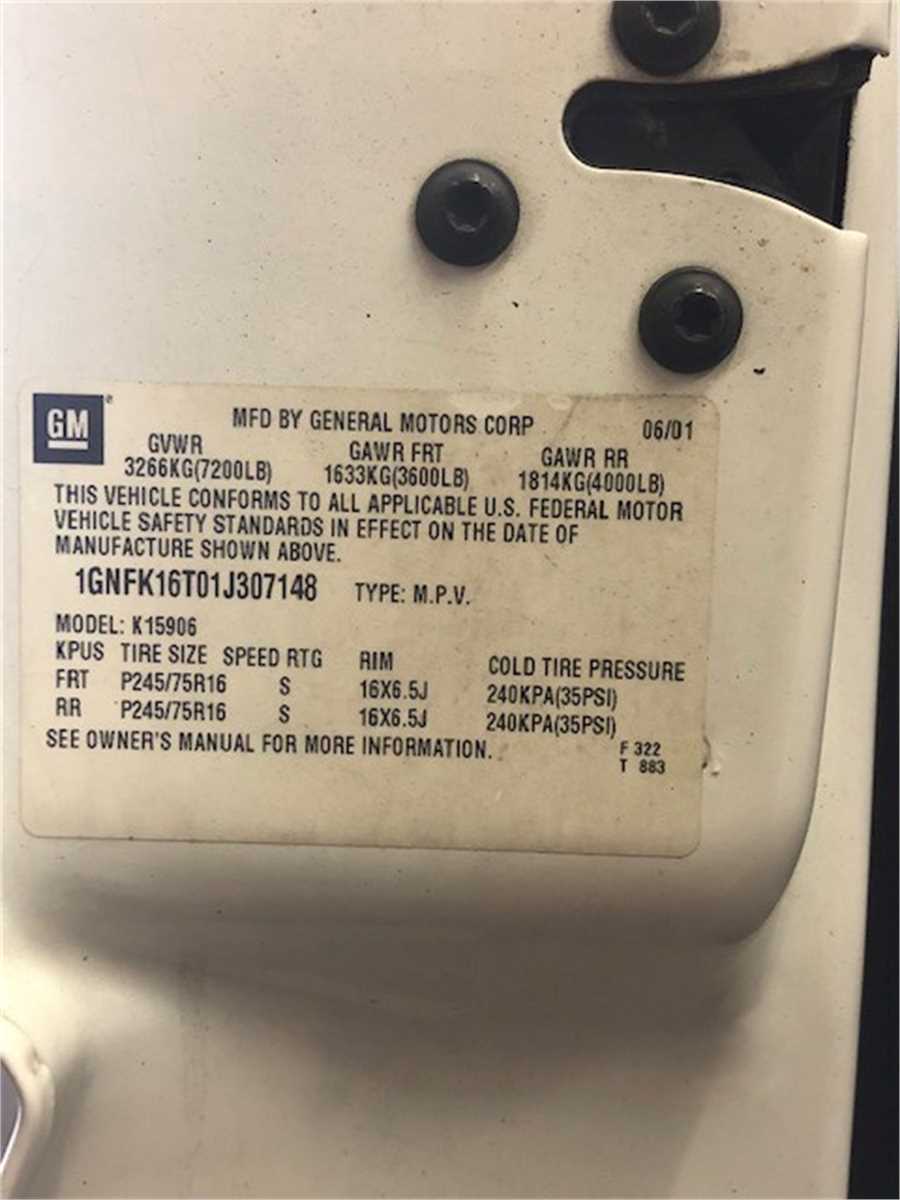 GM®
MFD BY GENERAL MOTORS CORP 06/01
GVWR GAWR FRT GAWR RR
3266KG(7200LB) 1633KG(3600LB) 1814KG(4000LB)
THIS VEHICLE CONFORMS TO ALL APPLICABLE U.S. FEDERAL MOTOR
VEHICLE SAFETY STANDARDS IN EFFECT ON THE DATE OF
MANUFACTURE SHOWN ABOVE.
1GNFK16T01J307148 TYPE: M.P.V.
MODEL: K15906
KPUS TIRE SIZE SPEED RTG RIM COLD TIRE PRESSURE
FRT P245/75R16 S 16X6.5J 240KPA(35PSI)
RR P245/75R16 S 16X6.5J 240KPA(35PSI)
SEE OWNER'S MANUAL FOR MORE INFORMATION.
F 322
T 883